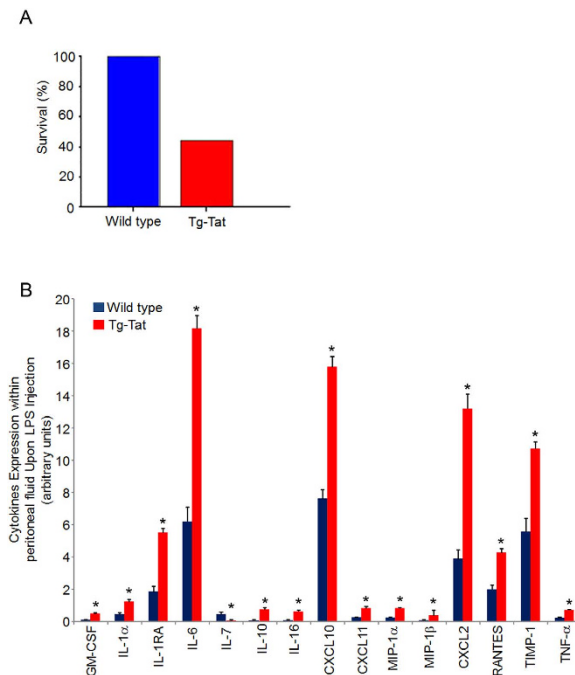 A
100
80
60
40
20
0
Survival (%)
Wild type
Tg-Tat
B
20
18
16
14
12
10
8
6
4
2
0
Cytokines Expression within
peritoneal fluid Upon LPS Injection
(arbitrary units)
Wild type
Tg-Tat
* * * * * * * * * * * * * * *
GM-CSF
IL-1α
IL-1RA
IL-6
IL-7
IL-10
IL-16
CXCL10
CXCL11
MIP-1α
MIP-1β
CXCL2
RANTES
TIMP-1
TNF-α